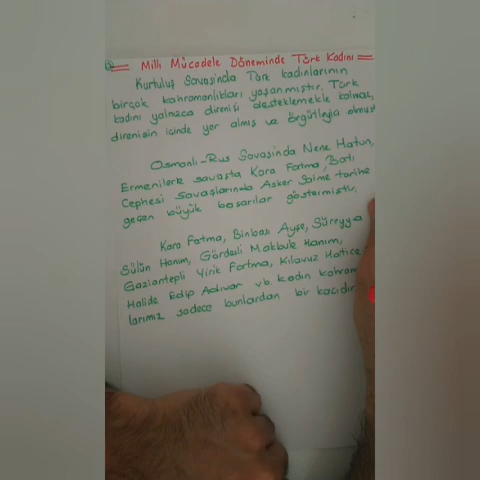 Milli Mücadele Döneminde Türk Kadını
Kurtuluş Savaşında Türk kadınlarının
birçok kahramanlıkları yaşanmıştır. Türk
kadını yalnızca direnişi desteklemekle kalmaz,
direnişin içinde yer almış ve örgütleyici olmuşt
Osmanlı-Rus Savaşında Nene Hatun,
Ermenilerle savaşta Kara Fatma, Batı
Cephesi Savaşlarında Asker Saime tarihe
geçen büyük başarılar göstermiştir.
Kara Fatma, Binbaşı Ayşe, Süreyya
Sülün Hanım, Gördesli Makbule Hanım,
Gaziantepli Yirik Fatma, Kılavuz Hatice
Halide Edip Adıvar vb. kadın kahram
larımız sadece bunlardan bir kaçıdır